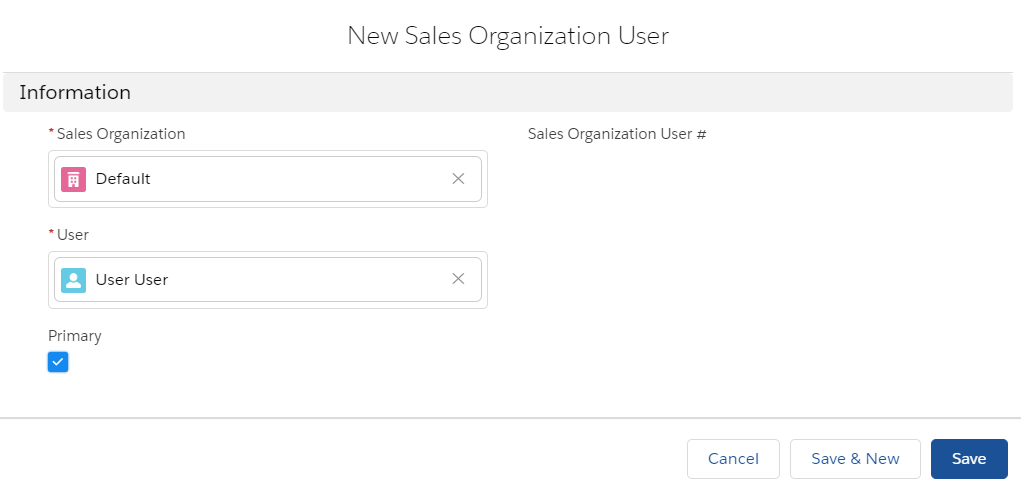 New Sales Organization User
Information
* Sales Organization
Default
Sales Organization User #
* User
User User
Primary
Cancel
Save & New
Save